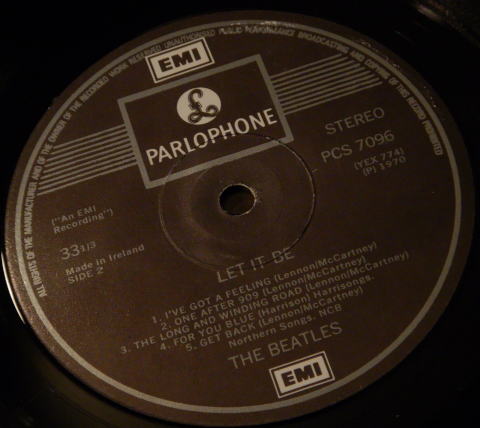 ALL RIGHTS OF THE MANUFACTURER AND OF THE OWNER OF THE RECORDED WORK RESERVED UNAUTHORISED PUBLIC PERFORMANCE BROADCASTING AND COPYING OF THIS RECORD PROHIBITED
EMI
£
PARLOPHONE
STEREO
PCS 7096
(YEX 774)
(P) 1970
("An EMI
Recording")
33 1/3
Made in Ireland
SIDE 2
LET IT BE
1. I'VE GOT A FEELING (Lennon/McCartney)
2. ONE AFTER 909 (Lennon/McCartney)
3. THE LONG AND WINDING ROAD (Lennon/McCartney)
4. FOR YOU BLUE (Harrison) Harrisongs.
5. GET BACK (Lennon/McCartney)
Northern Songs. NCB
THE BEATLES
EMI